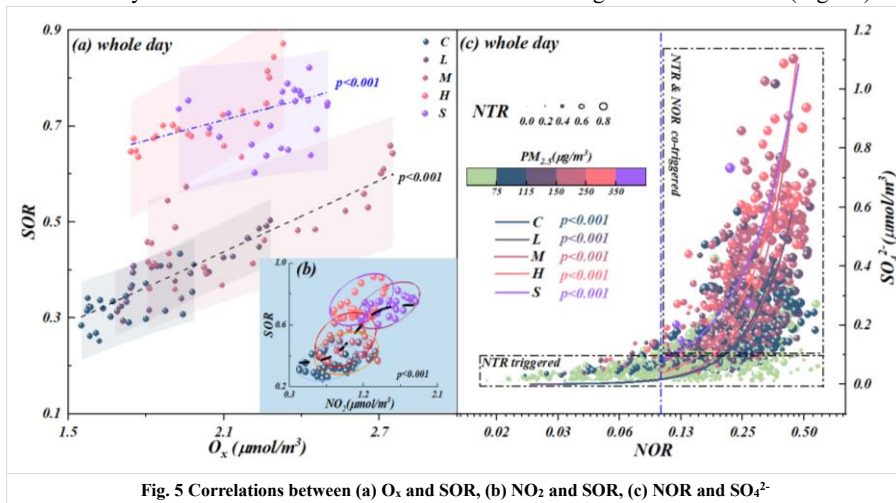 (a) whole day
C
L
M
H
S
p<0.001
p<0.001
SOR
0.9
0.7
0.5
0.3
0.1
1.5
2.1
2.7
Oₓ (μmol/m³)
(b)
SOR
1.0
0.6
0.2
0.3
1.2
2.1
p<0.001
NO₂(μmol/m³)
(c) whole day
NTR
0.0 0.2 0.4 0.6 0.8
PM₂.₅(μg/m³)
75 115 150 250 350
C p<0.001
L p<0.001
M p<0.001
H p<0.001
S p<0.001
NTR & NOR co-triggered
NTR triggered
1.2
1.0
0.8
0.6
0.4
0.2
0.0
SO₄²⁻(μmol/m³)
0.02
0.03
0.06
0.13
0.25
0.50
NOR
Fig. 5 Correlations between (a) Oₓ and SOR, (b) NO₂ and SOR, (c) NOR and SO₄²⁻